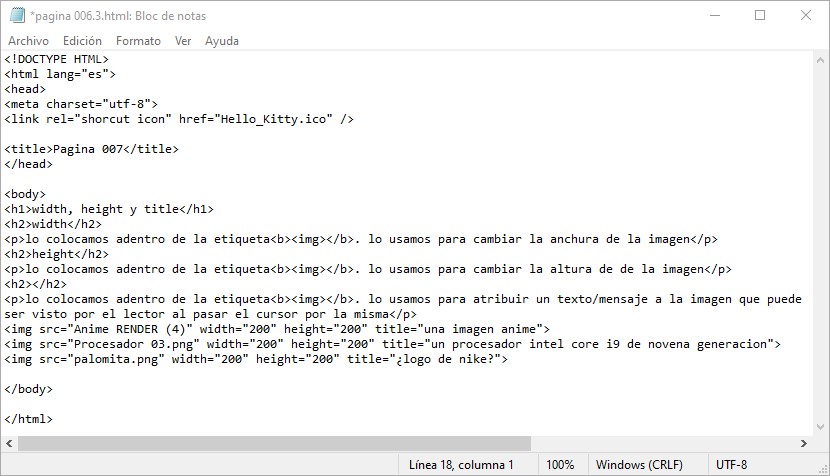 *pagina 006.3.html: Bloc de notas
Archivo Edición Formato Ver Ayuda
<!DOCTYPE HTML>
<html lang="es">
<head>
<meta charset="utf-8">
<link rel="shorcut icon" href="Hello_Kitty.ico" />
<title>Pagina 007</title>
</head>
<body>
<h1>width, height y title</h1>
<h2>width</h2>
<p>lo colocamos adentro de la etiqueta<b><img></b>. lo usamos para cambiar la anchura de la imagen</p>
<h2>height</h2>
<p>lo colocamos adentro de la etiqueta<b><img></b>. lo usamos para cambiar la altura de de la imagen</p>
<h2></h2>
<p>lo colocamos adentro de la etiqueta<b><img></b>. lo usamos para atribuir un texto/mensaje a la imagen que puede
ser visto por el lector al pasar el cursor por la misma</p>
<img src="Anime RENDER (4)" width="200" height="200" title="una imagen anime">
<img src="Procesador 03.png" width="200" height="200" title="un procesador intel core i9 de novena generacion">
<img src="palomita.png" width="200" height="200" title="¿logo de nike?">
</body>
</html>
Línea 18, columna 1 100% Windows (CRLF) UTF-8